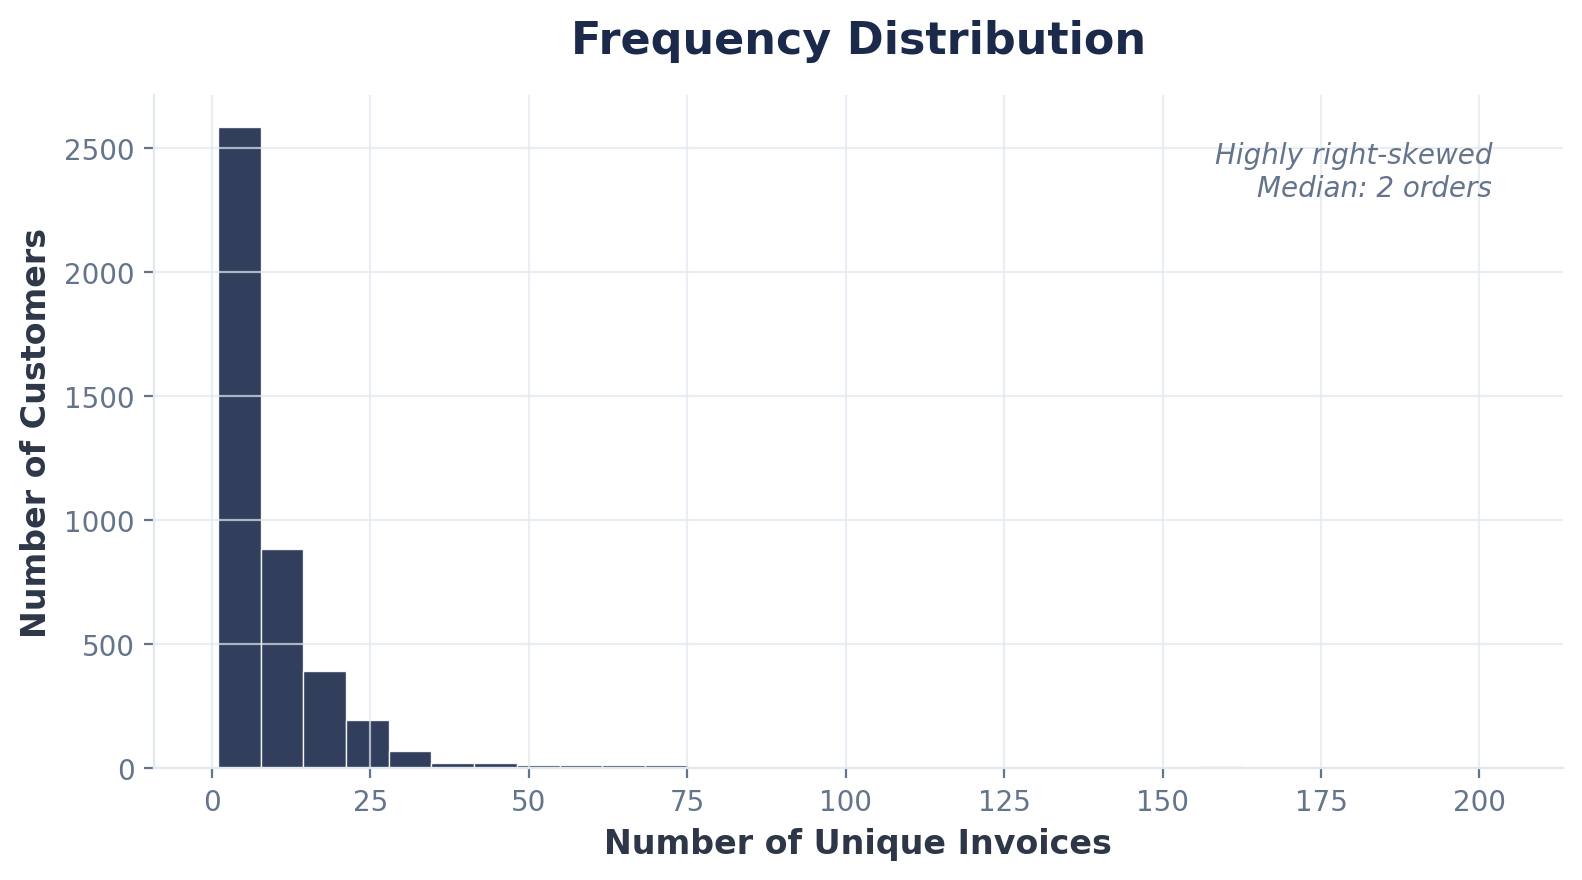 Frequency Distribution
Highly right-skewed
Median: 2 orders
Number of Customers
2500
2000
1500
1000
500
0
0 25 50 75 100 125 150 175 200
Number of Unique Invoices